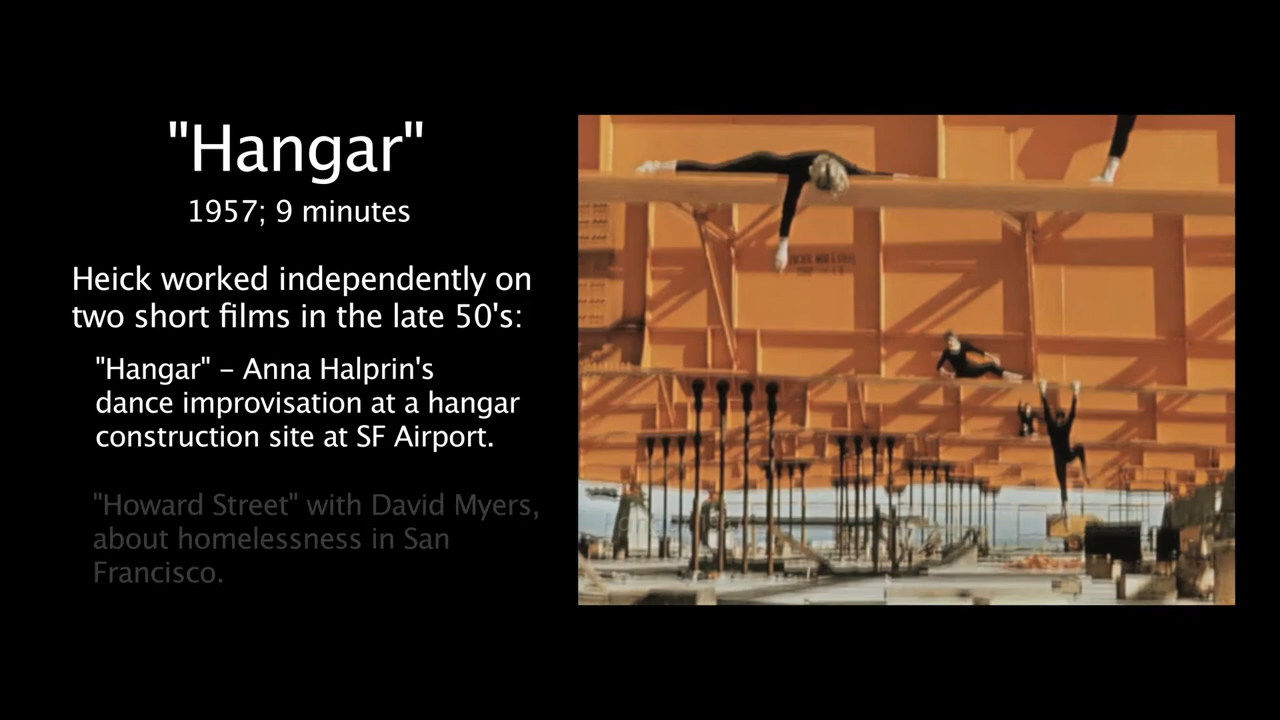 "Hangar"
1957; 9 minutes
Heick worked independently on
two short films in the late 50's:
"Hangar" – Anna Halprin's
dance improvisation at a hangar
construction site at SF Airport.
"Howard Street" with David Myers,
about homelessness in San
Francisco.